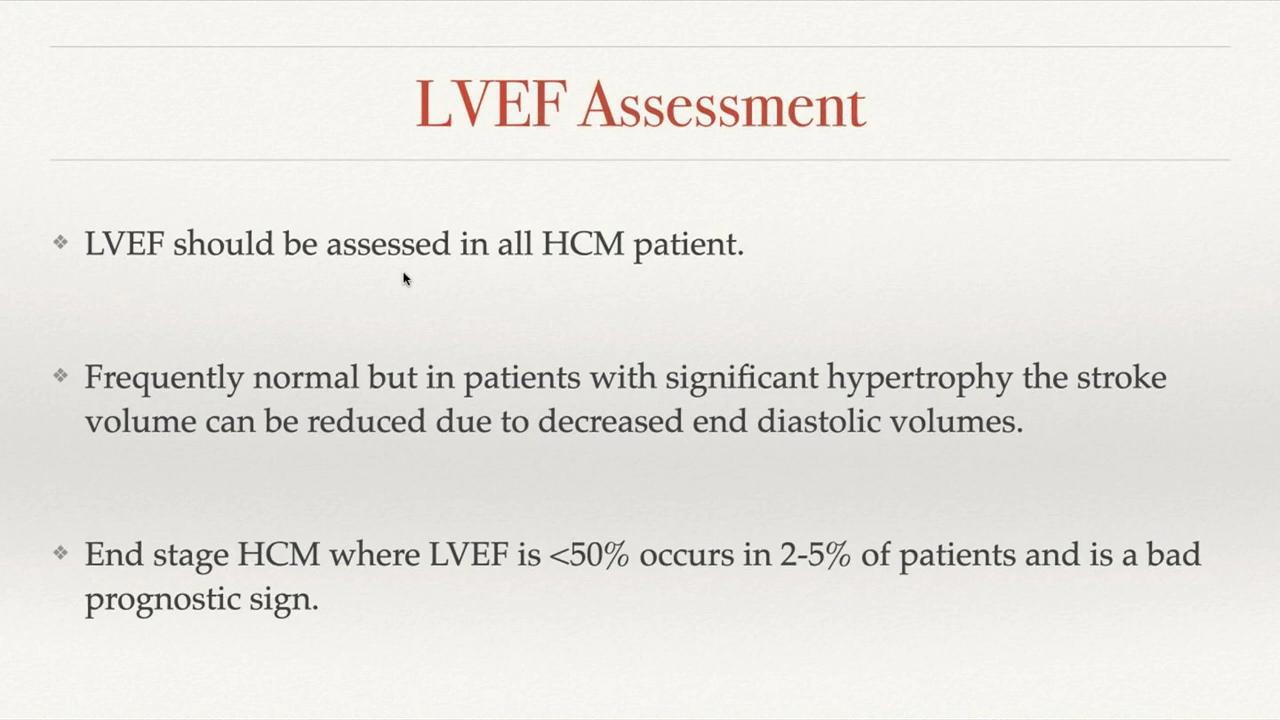 LVEF Assessment
LVEF should be assessed in all HCM patient.
Frequently normal but in patients with significant hypertrophy the stroke
volume can be reduced due to decreased end diastolic volumes.
End stage HCM where LVEF is <50% occurs in 2-5% of patients and is a bad
prognostic sign.